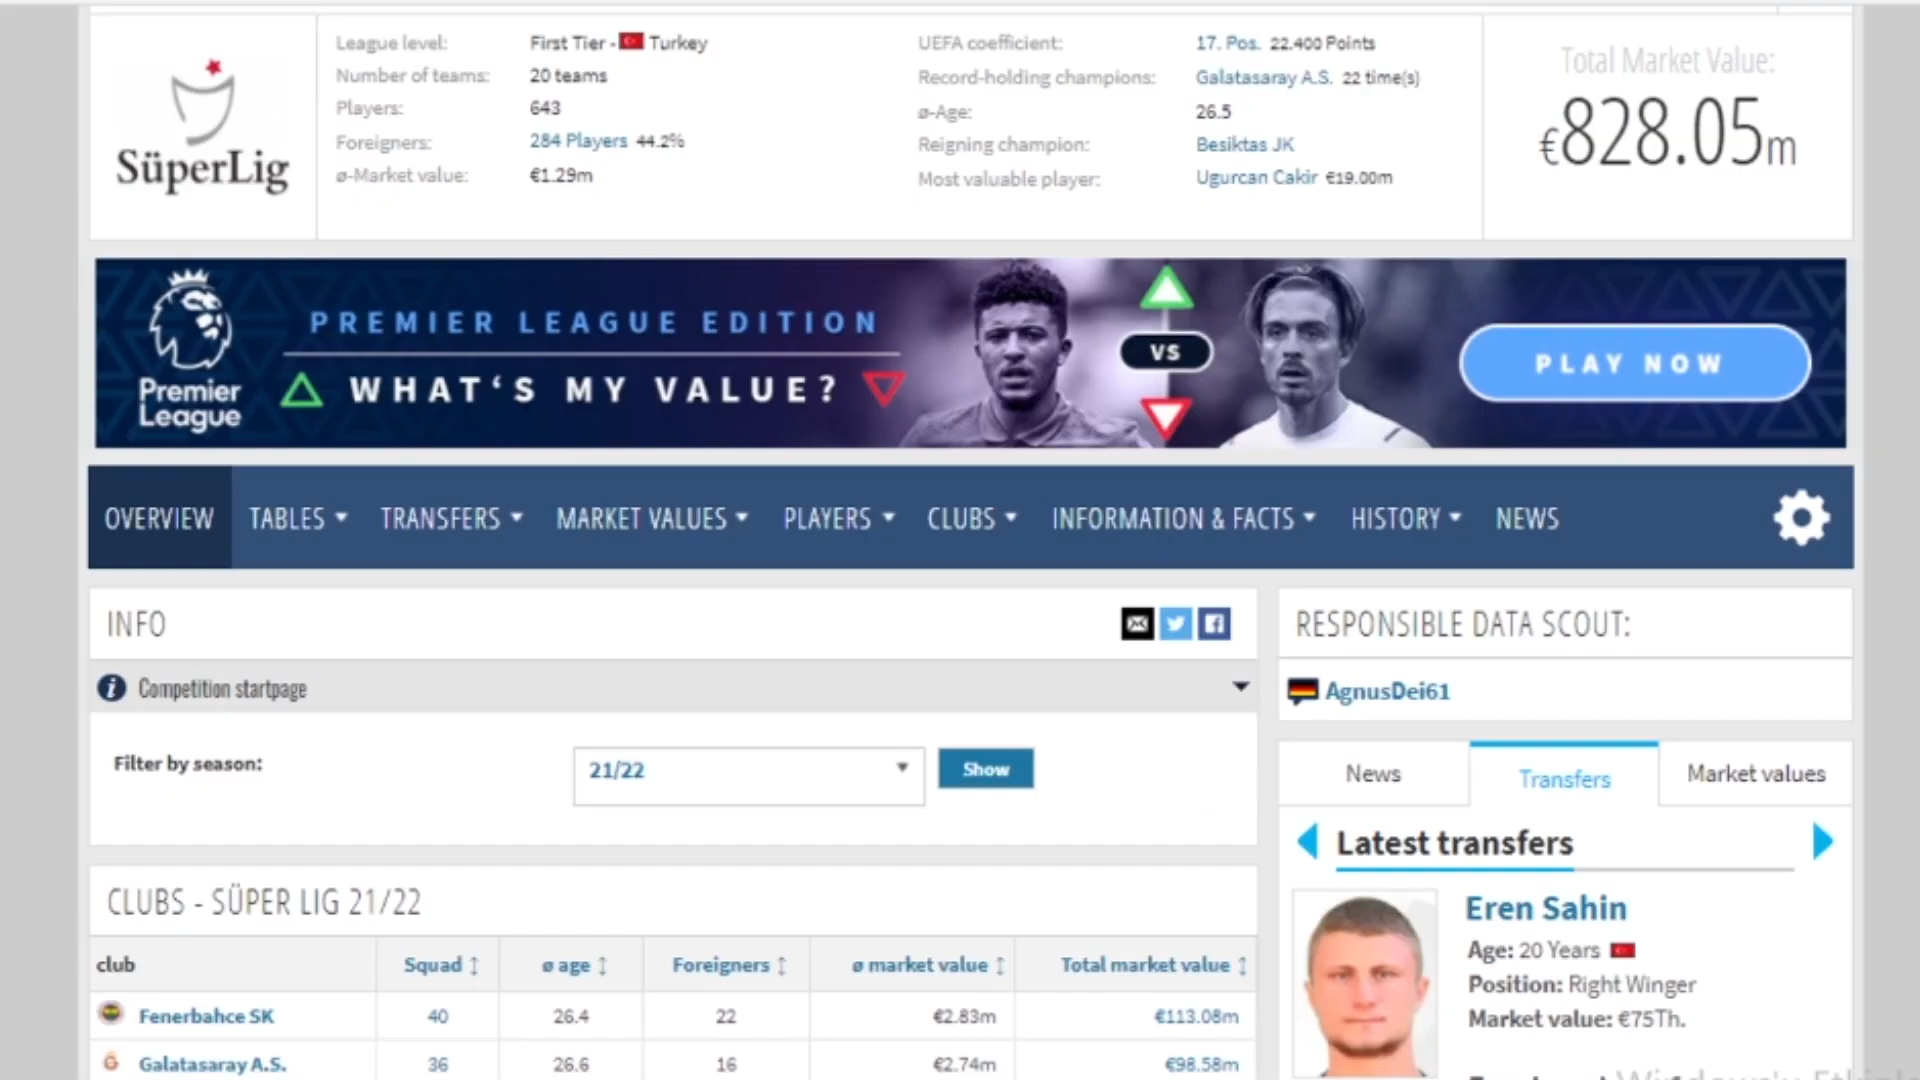 SüperLig
League level: First Tier - Turkey
Number of teams: 20 teams
Players: 643
Foreigners: 284 Players 44.2%
ø-Market value: €1.29m
UEFA coefficient: 17. Pos. 22.400 Points
Record-holding champions: Galatasaray A.S. 22 time(s)
ø-Age: 26.5
Reigning champion: Besiktas JK
Most valuable player: Ugurcan Cakir €19.00m
Total Market Value:
€828.05m
Premier
League
PREMIER LEAGUE EDITION
WHAT‘S MY VALUE?
VS
PLAY NOW
OVERVIEW TABLES TRANSFERS MARKET VALUES PLAYERS CLUBS INFORMATION & FACTS HISTORY NEWS
INFO
Competition startpage
Filter by season: 21/22 Show
CLUBS - SÜPER LIG 21/22
club Squad ø age Foreigners ø market value Total market value
Fenerbahce SK 40 26.4 22 €2.83m €113.08m
Galatasaray A.S. 36 26.6 16 €2.74m €98.58m
RESPONSIBLE DATA SCOUT:
AgnusDei61
News Transfers Market values
Latest transfers
Eren Sahin
Age: 20 Years
Position: Right Winger
Market value: €75Th.